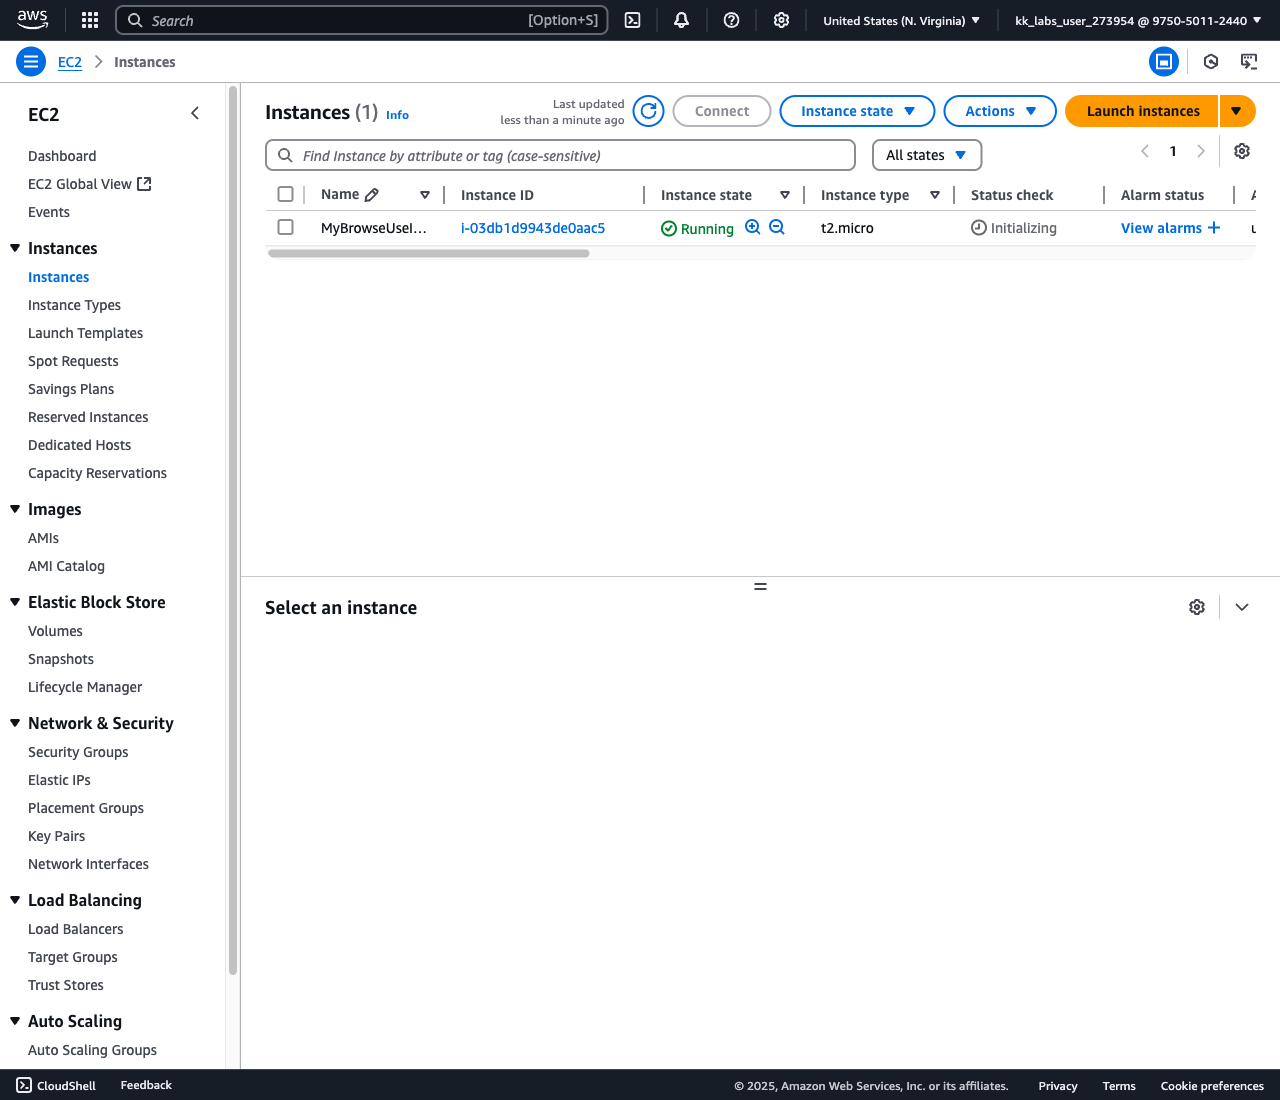 aws
Search [Option+S]
United States (N. Virginia)
kk_labs_user_273954 @ 9750-5011-2440
EC2
Instances
EC2
Dashboard
EC2 Global View
Events
Instances
Instances
Instance Types
Launch Templates
Spot Requests
Savings Plans
Reserved Instances
Dedicated Hosts
Capacity Reservations
Images
AMIs
AMI Catalog
Elastic Block Store
Volumes
Snapshots
Lifecycle Manager
Network & Security
Security Groups
Elastic IPs
Placement Groups
Key Pairs
Network Interfaces
Load Balancing
Load Balancers
Target Groups
Trust Stores
Auto Scaling
Auto Scaling Groups
Instances (1) Info
Last updated
less than a minute ago
Connect
Instance state
Actions
Launch instances
Find Instance by attribute or tag (case-sensitive)
All states
1
Name Instance ID Instance state Instance type Status check Alarm status
MyBrowseUseI... i-03db1d9943de0aac5 Running t2.micro Initializing View alarms
Select an instance
CloudShell Feedback © 2025, Amazon Web Services, Inc. or its affiliates. Privacy Terms Cookie preferences